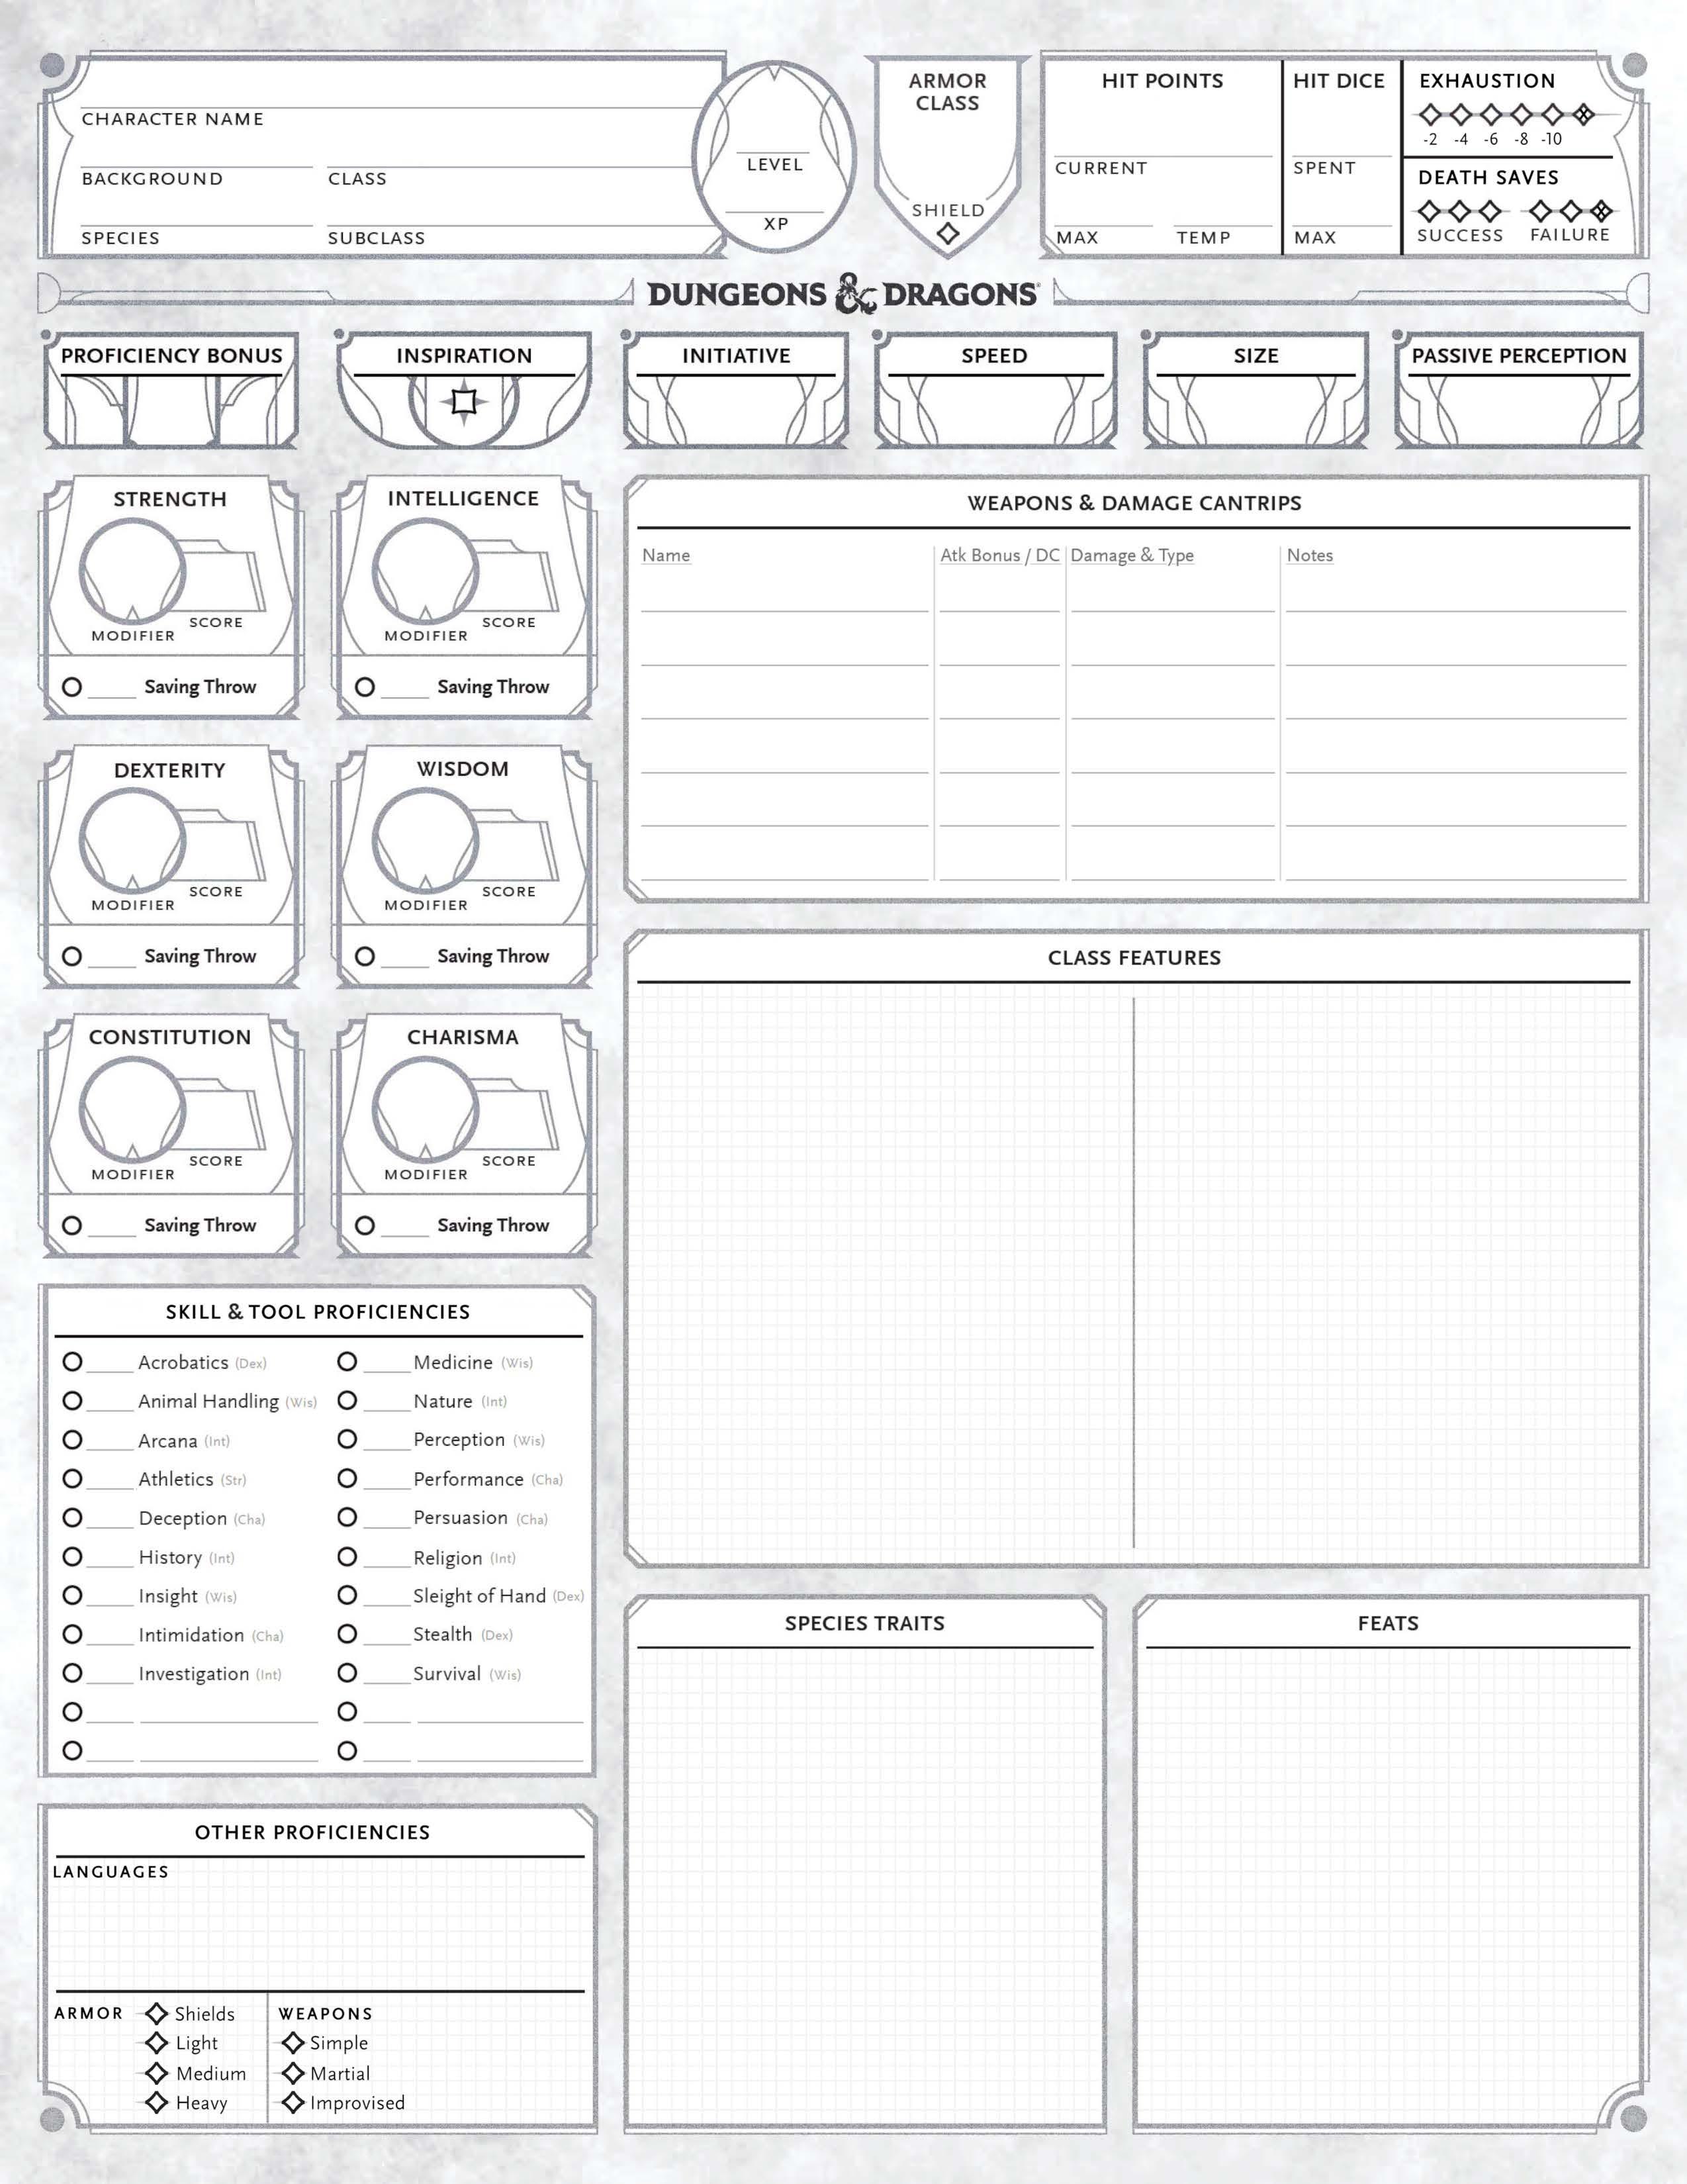 CHARACTER NAME
BACKGROUND CLASS
SPECIES SUBCLASS
LEVEL
XP
ARMOR
CLASS
SHIELD
HIT POINTS
CURRENT
MAX TEMP
HIT DICE
SPENT
MAX
EXHAUSTION
-2 -4 -6 -8 -10
DEATH SAVES
SUCCESS FAILURE
DUNGEONS & DRAGONS
PROFICIENCY BONUS
INSPIRATION
INITIATIVE
SPEED
SIZE
PASSIVE PERCEPTION
STRENGTH
SCORE
MODIFIER
Saving Throw
INTELLIGENCE
SCORE
MODIFIER
Saving Throw
DEXTERITY
SCORE
MODIFIER
Saving Throw
WISDOM
SCORE
MODIFIER
Saving Throw
CONSTITUTION
SCORE
MODIFIER
Saving Throw
CHARISMA
SCORE
MODIFIER
Saving Throw
SKILL & TOOL PROFICIENCIES
Acrobatics (Dex)
Animal Handling (Wis)
Arcana (Int)
Athletics (Str)
Deception (Cha)
History (Int)
Insight (Wis)
Intimidation (Cha)
Investigation (Int)
Medicine (Wis)
Nature (Int)
Perception (Wis)
Performance (Cha)
Persuasion (Cha)
Religion (Int)
Sleight of Hand (Dex)
Stealth (Dex)
Survival (Wis)
OTHER PROFICIENCIES
LANGUAGES
ARMOR
Shields
Light
Medium
Heavy
WEAPONS
Simple
Martial
Improvised
WEAPONS & DAMAGE CANTRIPS
Name Atk Bonus / DC Damage & Type Notes
CLASS FEATURES
SPECIES TRAITS
FEATS